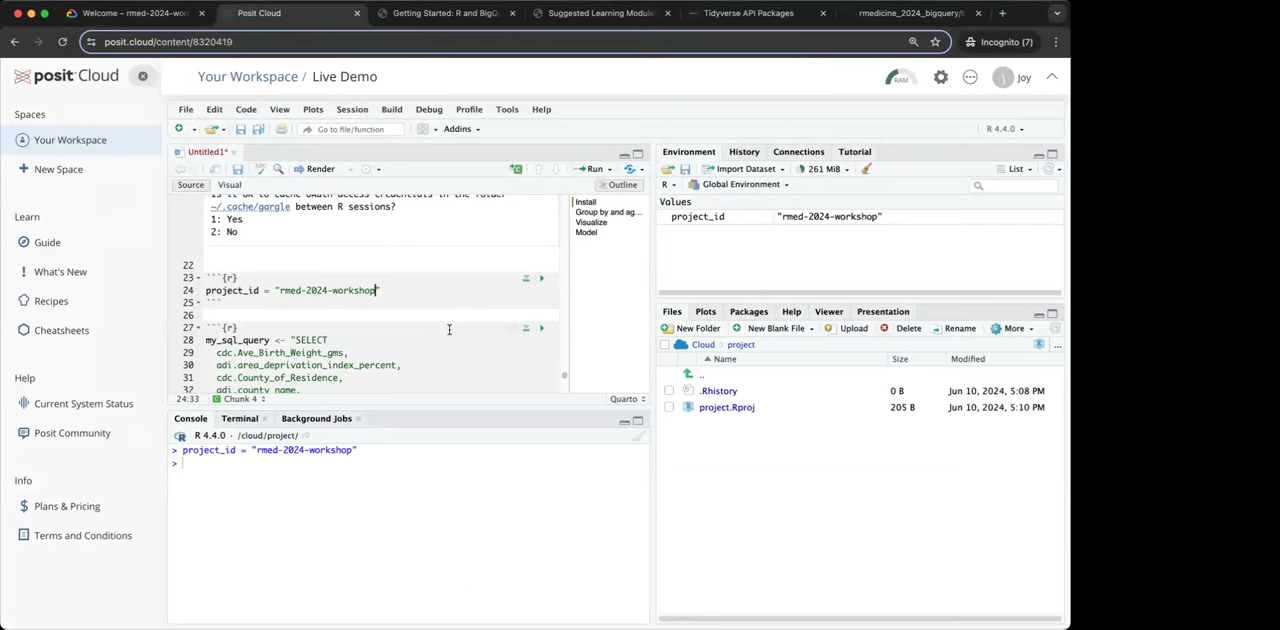 Welcome – rmed-2024-wor
Posit Cloud
Getting Started: R and BigQ
Suggested Learning Module
Tidyverse API Packages
rmedicine_2024_bigquery/t
posit.cloud/content/8320419
Incognito (7)
posit Cloud
Your Workspace / Live Demo
RAM
J
Joy
Spaces
Your Workspace
New Space
Learn
Guide
What's New
Recipes
Cheatsheets
Help
Current System Status
Posit Community
Info
Plans & Pricing
Terms and Conditions
File Edit Code View Plots Session Build Debug Profile Tools Help
Go to file/function
Addins
R 4.4.0
Untitled1*
Render
Run
Source Visual
Outline
~/.cache/gargle between R sessions?
1: Yes
2: No
22
23 ```{r}
24 project_id = "rmed-2024-workshop"
25 ```
26
27 ```{r}
28 my_sql_query <- "SELECT
29 cdc.Ave_Birth_Weight_gms,
30 adi.area_deprivation_index_percent,
31 cdc.County_of_Residence,
32 adi.county_name,
Install
Group by and ag...
Visualize
Model
24:33
Chunk 4
Quarto
Console Terminal Background Jobs
R 4.4.0 · /cloud/project/
> project_id = "rmed-2024-workshop"
>
Environment History Connections Tutorial
Import Dataset
261 MiB
List
R
Global Environment
Values
project_id "rmed-2024-workshop"
Files Plots Packages Help Viewer Presentation
New Folder New Blank File Upload Delete Rename More
Cloud project
Name Size Modified
..
.Rhistory 0 B Jun 10, 2024, 5:08 PM
project.Rproj 205 B Jun 10, 2024, 5:10 PM